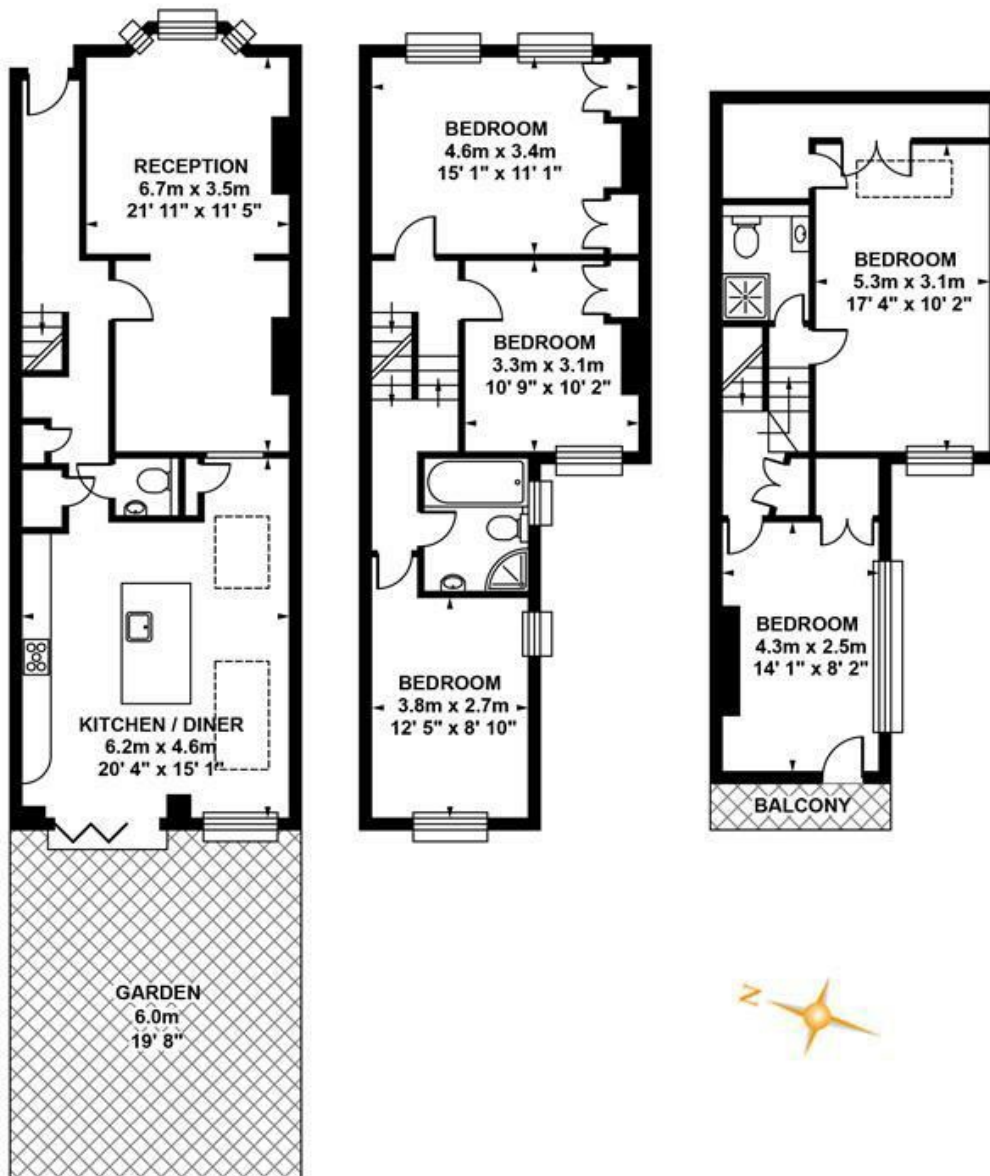 RECEPTION
6.7m x 3.5m
21' 11" x 11' 5"
KITCHEN / DINER
6.2m x 4.6m
20' 4" x 15' 1"
GARDEN
6.0m
19' 8"
BEDROOM
4.6m x 3.4m
15' 1" x 11' 1"
BEDROOM
3.3m x 3.1m
10' 9" x 10' 2"
BEDROOM
3.8m x 2.7m
12' 5" x 8' 10"
BEDROOM
5.3m x 3.1m
17' 4" x 10' 2"
BEDROOM
4.3m x 2.5m
14' 1" x 8' 2"
BALCONY
N